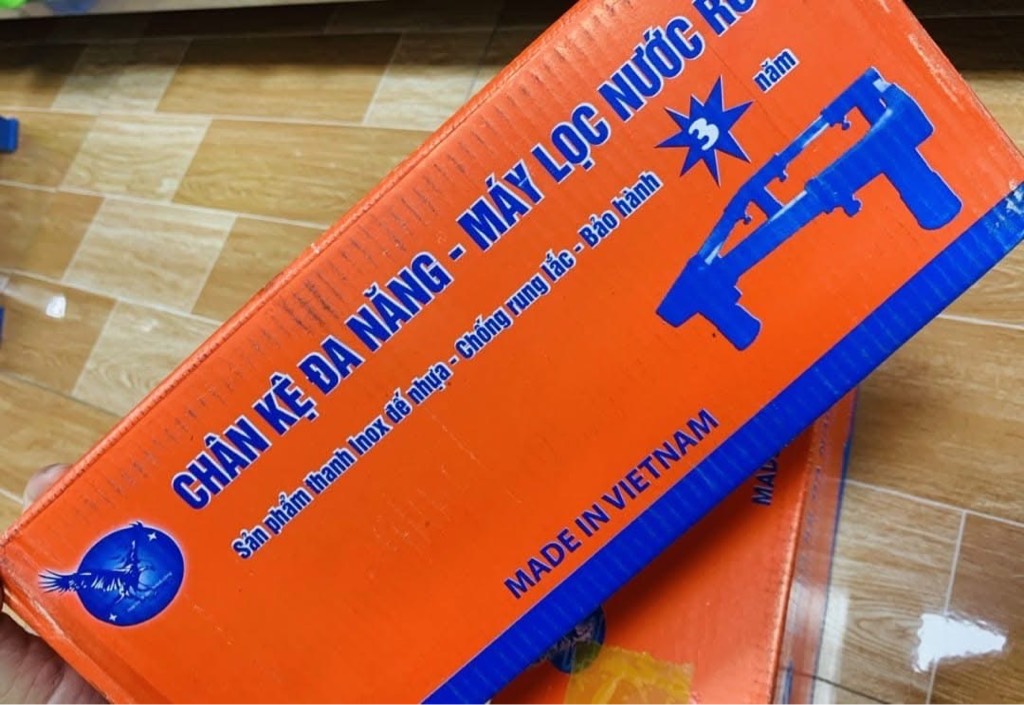 CHÂN KỆ ĐA NĂNG - MÁY LỌC NƯỚC
Sản phẩm thanh Inox đế nhựa - Chống rung lắc - Bảo hành 3 năm
MADE IN VIETNAM